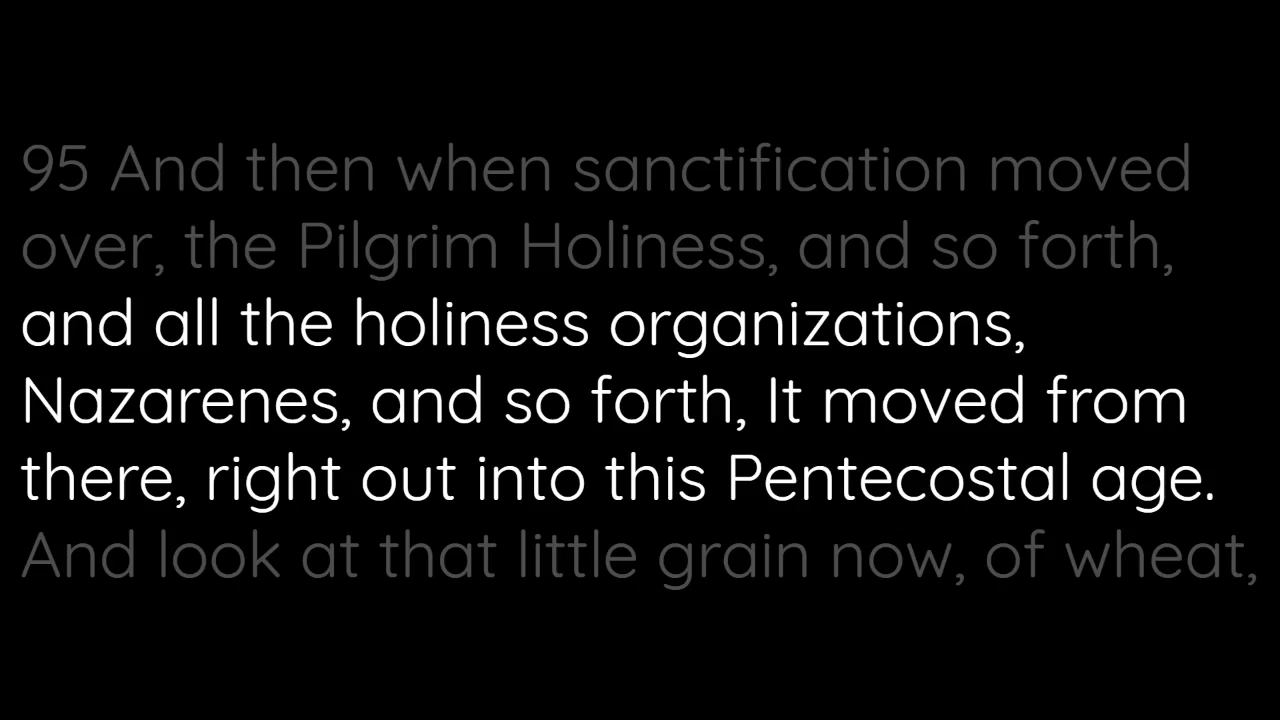 95 And then when sanctification moved
over, the Pilgrim Holiness, and so forth,
and all the holiness organizations,
Nazarenes, and so forth, It moved from
there, right out into this Pentecostal age.
And look at that little grain now, of wheat,